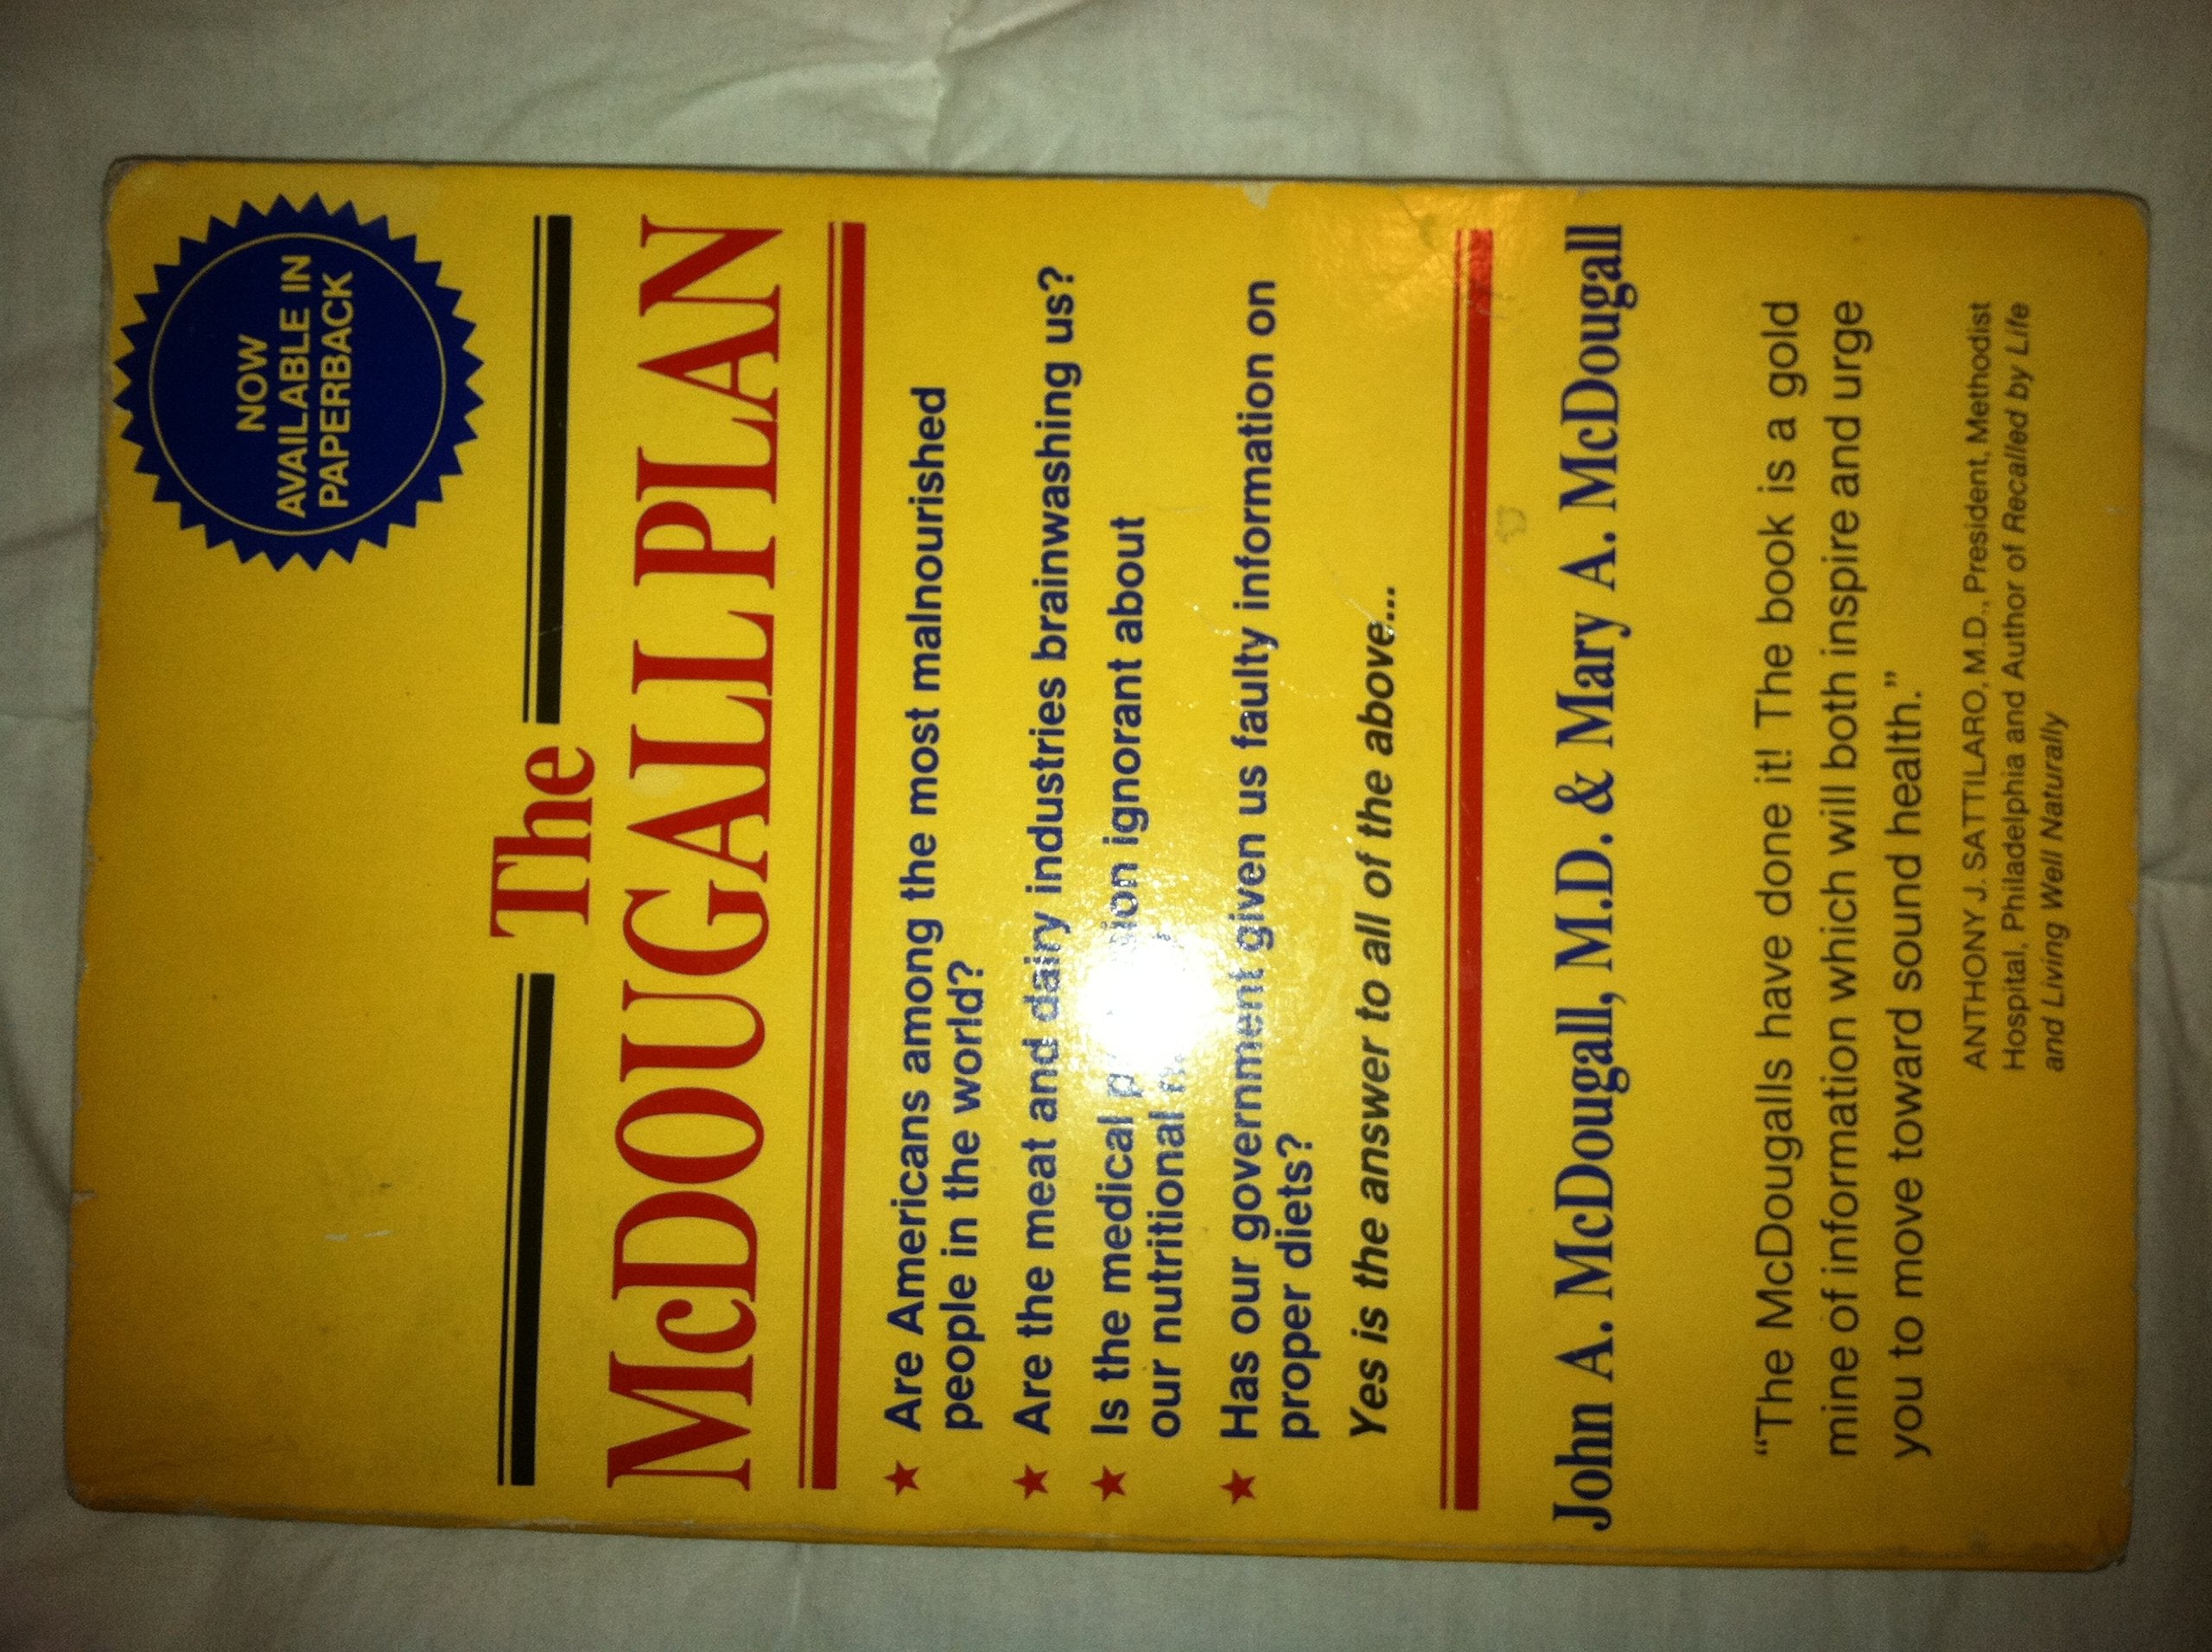 NOW
AVAILABLE IN
PAPERBACK
The
McDOUGALL PLAN
★ Are Americans among the most malnourished
people in the world?
★ Are the meat and dairy industries brainwashing us?
★ Is the medical ignorant about
our nutritional
★ Has our government given us faulty information on
proper diets?
Yes is the answer to all of the above...
John A. McDougall, M.D. & Mary A. McDougall
“The McDougalls have done it! The book is a gold
mine of information which will both inspire and urge
you to move toward sound health.”
ANTHONY J. SATTILARO, M.D., President, Methodist
Hospital, Philadelphia and Author of Recalled by Life
and Living Well Naturally